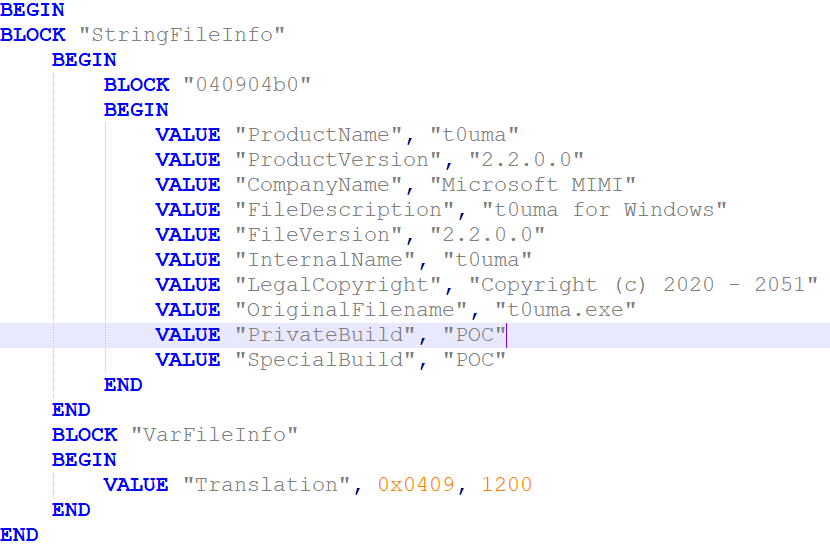 BEGIN
BLOCK "StringFileInfo"
BEGIN
BLOCK "040904b0"
BEGIN
VALUE "ProductName", "t0uma"
VALUE "ProductVersion", "2.2.0.0"
VALUE "CompanyName", "Microsoft MIMI"
VALUE "FileDescription", "t0uma for Windows"
VALUE "FileVersion", "2.2.0.0"
VALUE "InternalName", "t0uma"
VALUE "LegalCopyright", "Copyright (c) 2020 - 2051"
VALUE "OriginalFilename", "t0uma.exe"
VALUE "PrivateBuild", "POC"
VALUE "SpecialBuild", "POC"
END
END
BLOCK "VarFileInfo"
BEGIN
VALUE "Translation", 0x0409, 1200
END
END